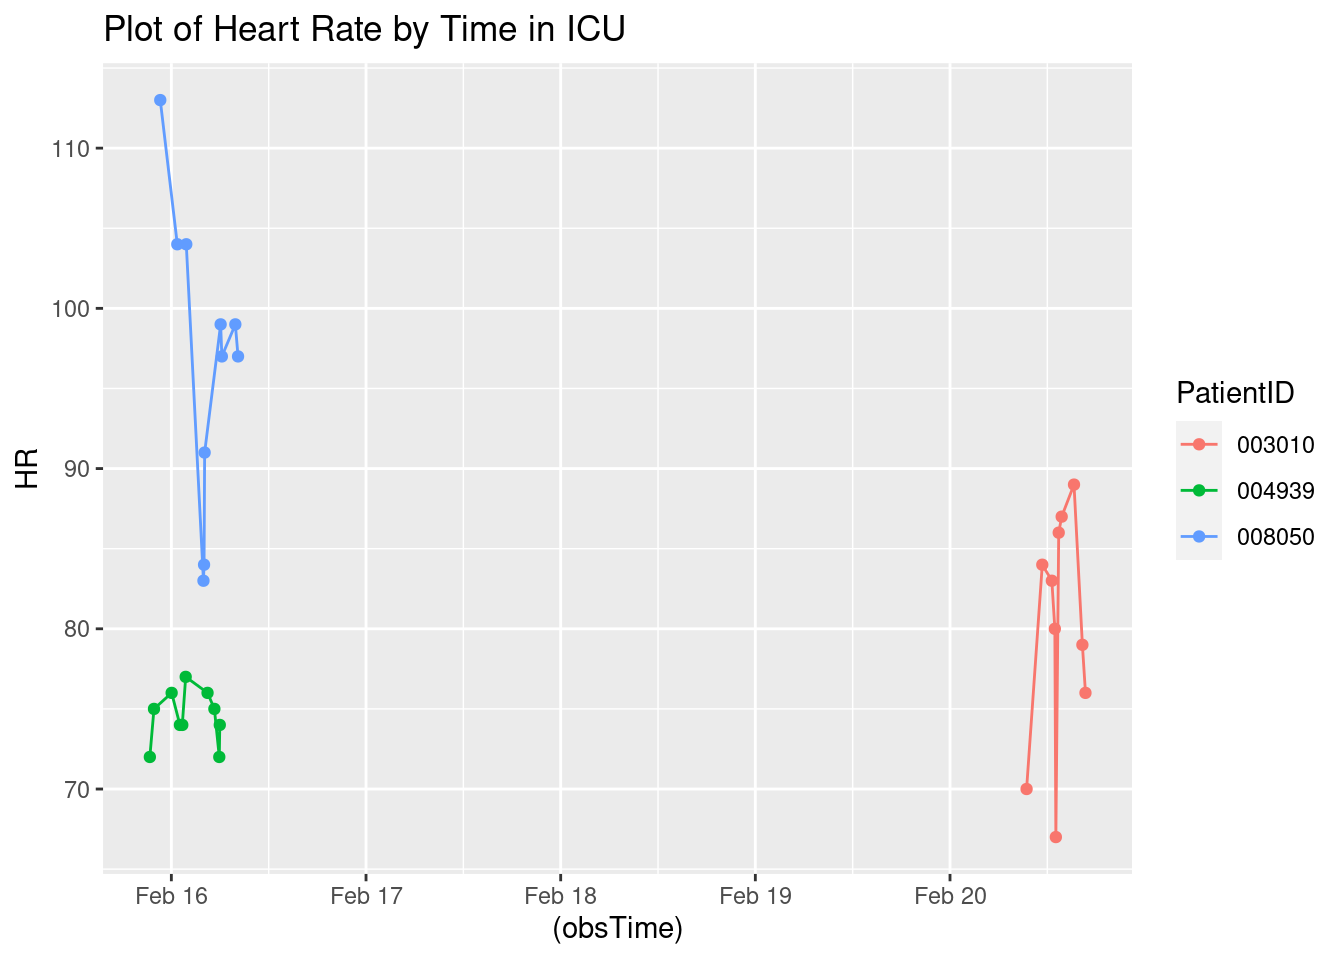 Plot of Heart Rate by Time in ICU
110
100
90
80
70
HR
Feb 16 Feb 17 Feb 18 Feb 19 Feb 20
(obsTime)
PatientID
003010
004939
008050